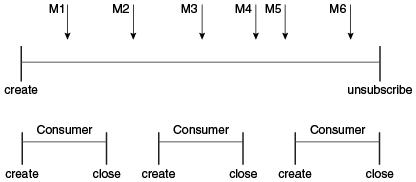 M1 M2 M3 M4 M5 M6
create unsubscribe
Consumer Consumer Consumer
create close create close create close